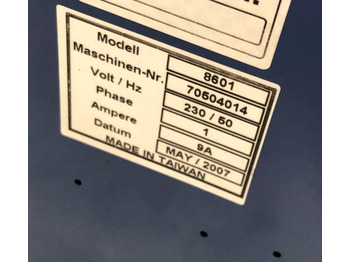 Modell 8601
Maschinen-Nr. 70504014
Volt / Hz 230 / 50
Phase 1
Ampere 9A
Datum MAY / 2007
MADE IN TAIWAN